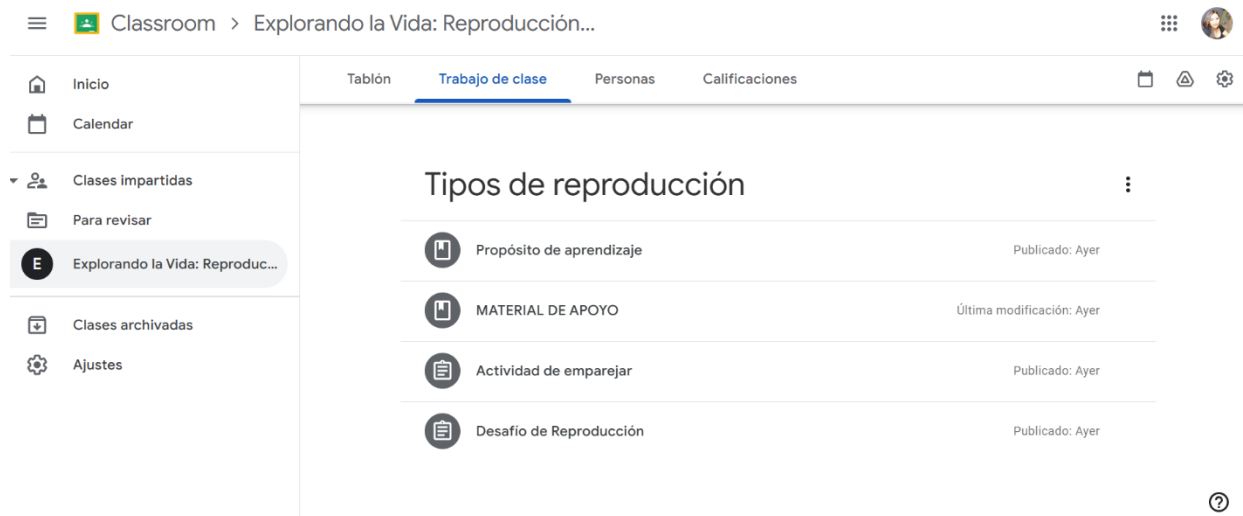 Classroom > Explorando la Vida: Reproducción...
Inicio
Calendar
Clases impartidas
Para revisar
E Explorando la Vida: Reproduc...
Clases archivadas
Ajustes
Tablón Trabajo de clase Personas Calificaciones
Tipos de reproducción
Propósito de aprendizaje Publicado: Ayer
MATERIAL DE APOYO Última modificación: Ayer
Actividad de emparejar Publicado: Ayer
Desafío de Reproducción Publicado: Ayer